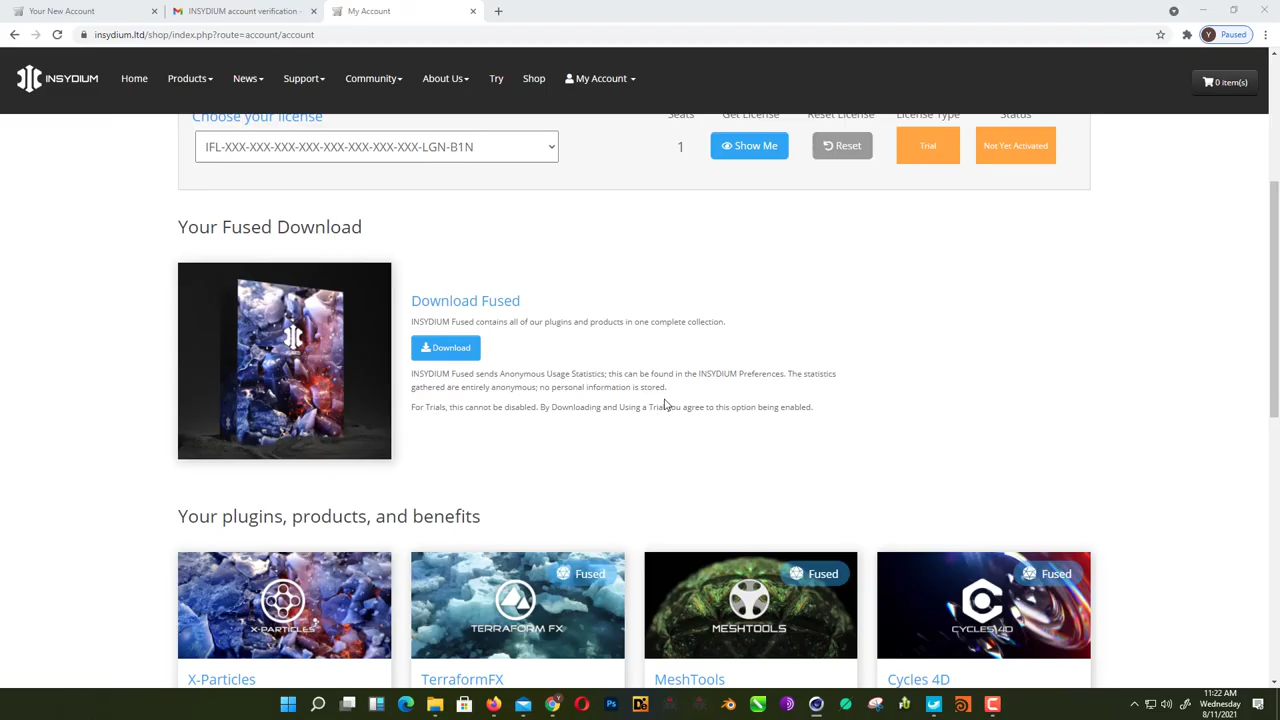 Your New Account
INSYDIUM account verification -
My Account
insydium.ltd/shop/index.php?route=account/account
Paused
INSYDIUM
Home
Products
News
Support
Community
About Us
Try
Shop
My Account
0 item(s)
Choose your license
Seats
Get License
Reset License
License Type
Status
IFL-XXX-XXX-XXX-XXX-XXX-XXX-XXX-LGN-B1N
1
Show Me
Reset
Trial
Not Yet Activated
Your Fused Download
Download Fused
INSYDIUM Fused contains all of our plugins and products in one complete collection.
Download
INSYDIUM Fused sends Anonymous Usage Statistics; this can be found in the INSYDIUM Preferences. The statistics
gathered are entirely anonymous; no personal information is stored.
For Trials, this cannot be disabled. By Downloading and Using a Trial you agree to this option being enabled.
Your plugins, products, and benefits
X-PARTICLES
Fused
TERRAFORM FX
Fused
MESHTOOLS
Fused
CYCLES 4D
X-Particles
TerraformFX
MeshTools
Cycles 4D
11:22 AM
Wednesday
8/11/2021